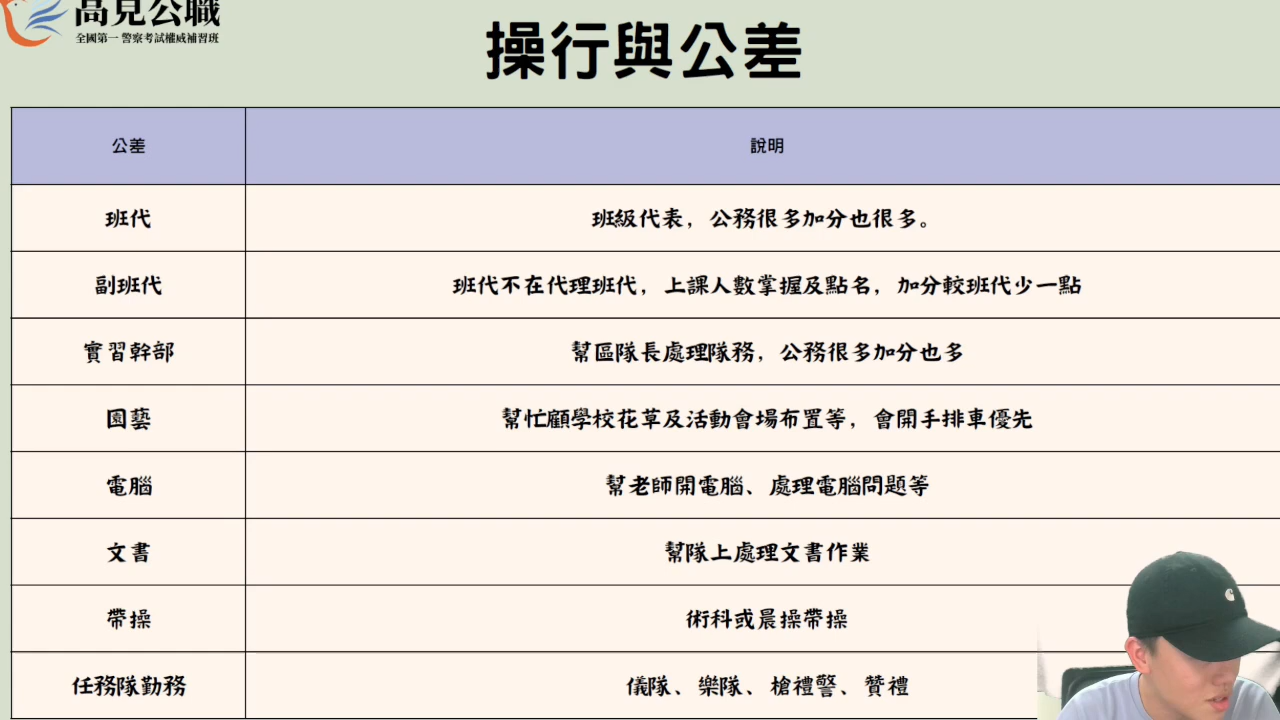 高見公職
全國第一 警察考試權威補習班
操行與公差
公差 說明
班代 班級代表，公務很多加分也很多。
副班代 班代不在代理班代，上課人數掌握及點名，加分較班代少一點
實習幹部 幫區隊長處理隊務，公務很多加分也多
園藝 幫忙顧學校花草及活動會場布置等，會開手排車優先
電腦 幫老師開電腦、處理電腦問題等
文書 幫隊上處理文書作業
帶操 術科或晨操帶操
任務隊勤務 儀隊、樂隊、槍禮警、贊禮